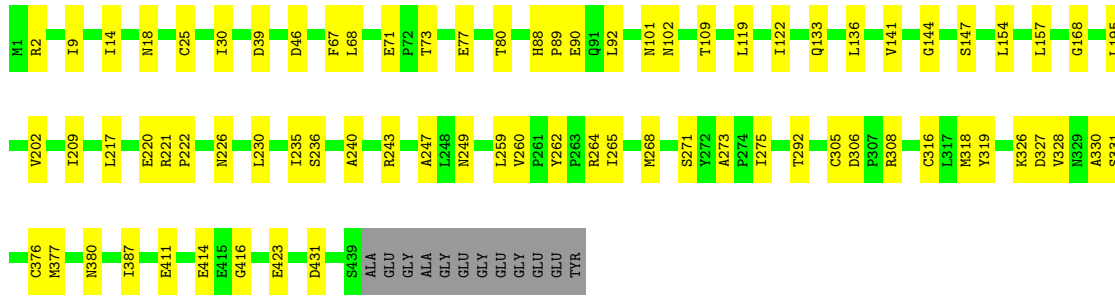 M1 R2 I9 I14 N18 C25 I30 D39 D46 F67 L68 E71 P72 T73 E77 T80 H88 P89 E90 Q91 L92 N101 N102 T109 L119 I122 Q133 L136 V141 G144 S147 L154 L157 G168 L195
V202 I209 L217 E220 R221 P222 N226 L230 I235 S236 A240 R243 A247 L248 N249 L259 V260 P261 Y262 P263 R264 I265 M268 S271 Y272 A273 P274 I275 T292 C305 D306 P307 R308 C316 L317 M318 Y319 K326 D327 V328 N329 A330 S331
C376 M377 N380 I387 E411 E414 E415 G416 E423 D431 S439 ALA GLU GLY ALA GLY GLU GLY GLU GLY GLU GLU TYR